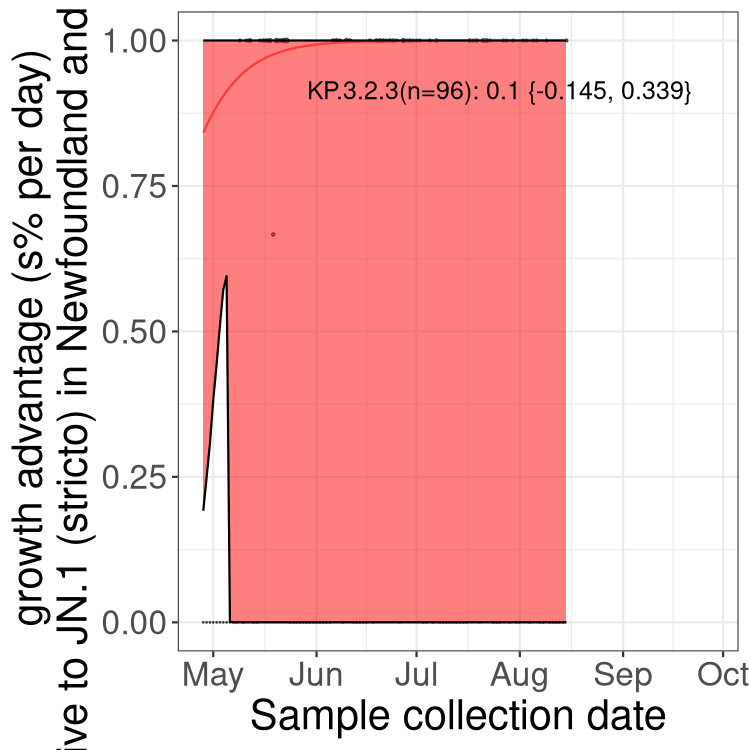 growth advantage (s% per day)
ive to JN.1 (stricto) in Newfoundland and
1.00
0.75
0.50
0.25
0.00
KP.3.2.3(n=96): 0.1 {-0.145, 0.339}
May Jun Jul Aug Sep Oct
Sample collection date